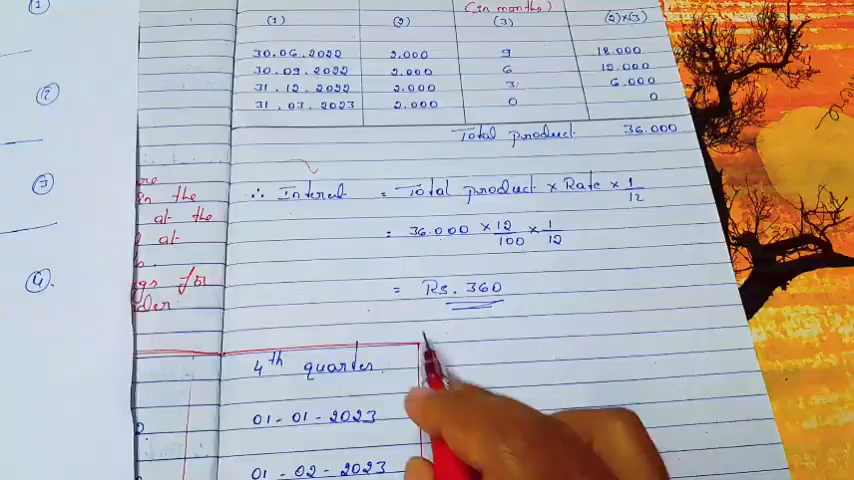 (in months)
(1) (2) (3) (2)x(3)
30.06.2022 2.000 9 18.000
30.09.2022 2.000 6 12.000
31.12.2022 2.000 3 6.000
31.03.2023 2.000 0 0
Total product 36.000
∴ Interest = Total product x Rate x 1/12
= 36.000 x 12/100 x 1/12
= Rs. 360
4th quarter
01-01-2023
01-02-2023
(1)
(2)
(3)
(4)
in the
at the
at
for